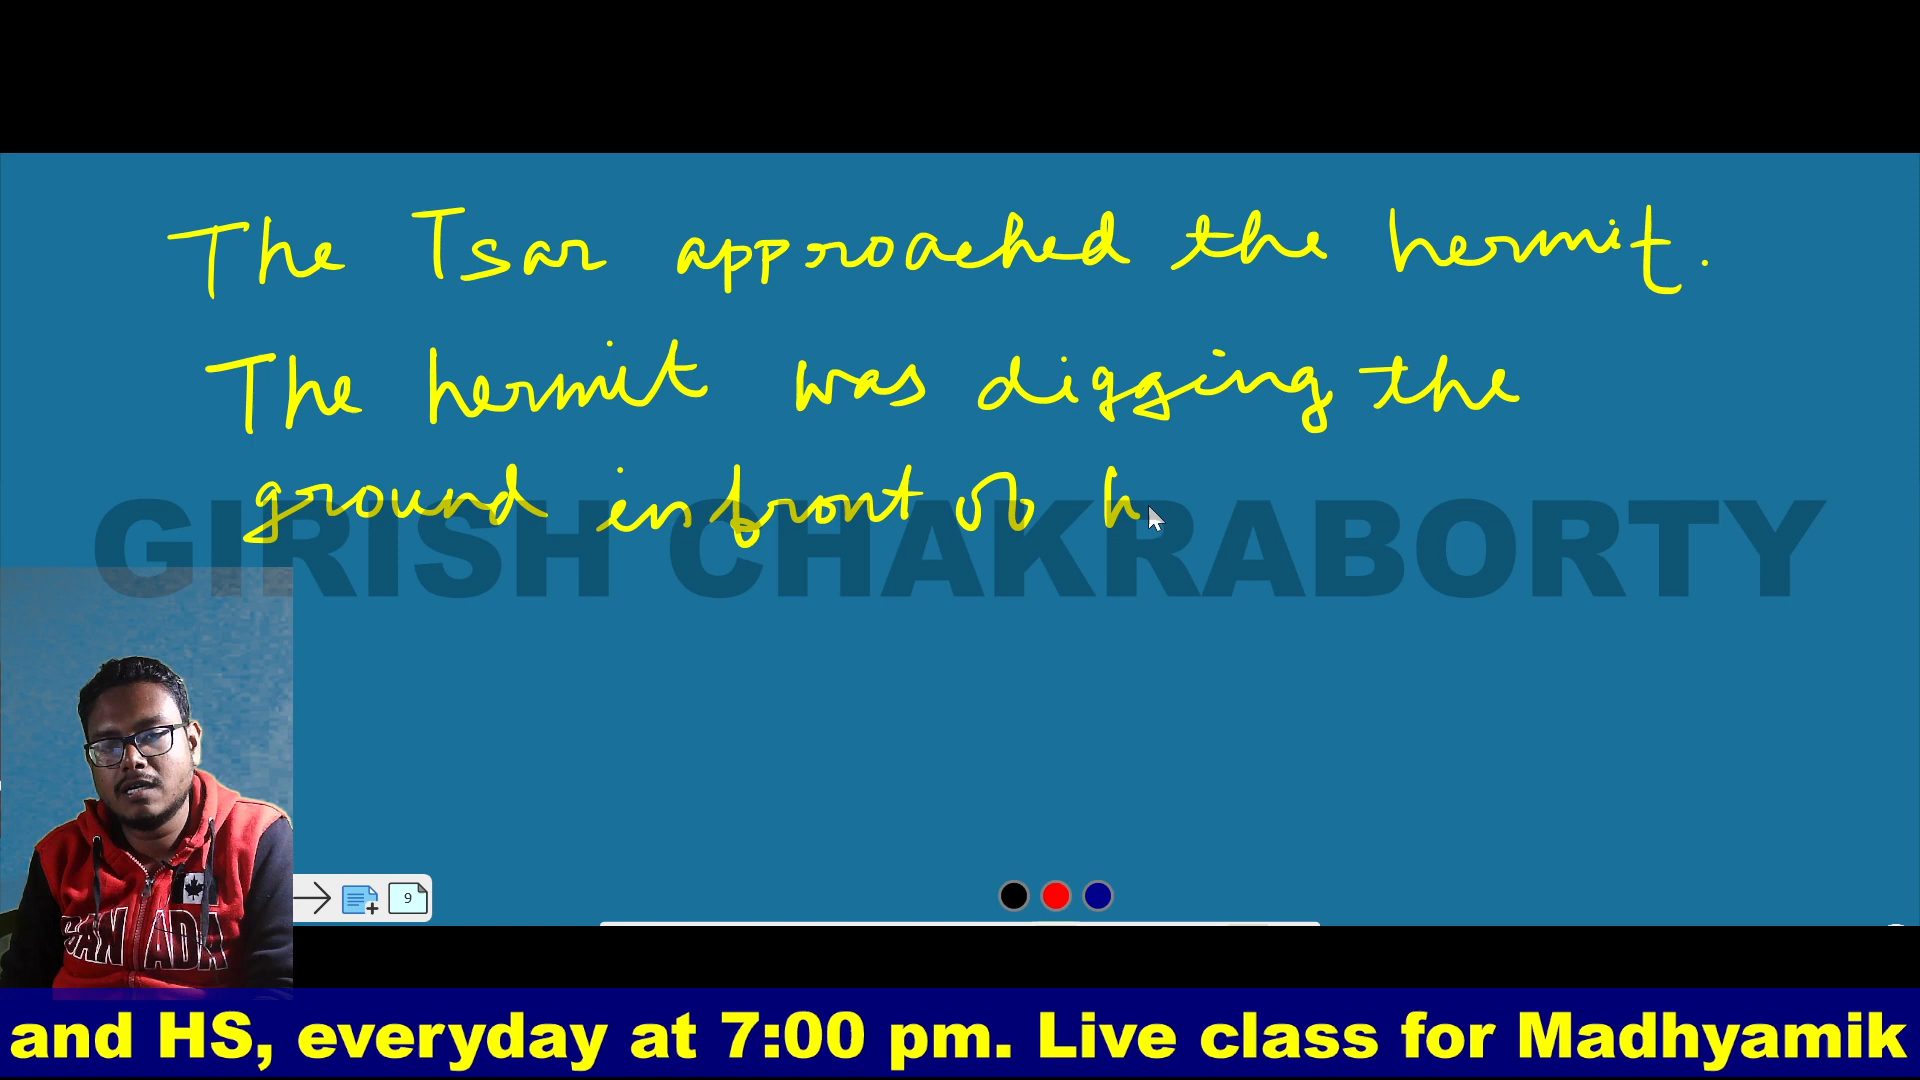 The Tsar approached the hermit.
The hermit was digging the
ground infront of h
GIRISH CHAKRABORTY
CANADA
9
and HS, everyday at 7:00 pm. Live class for Madhyamik